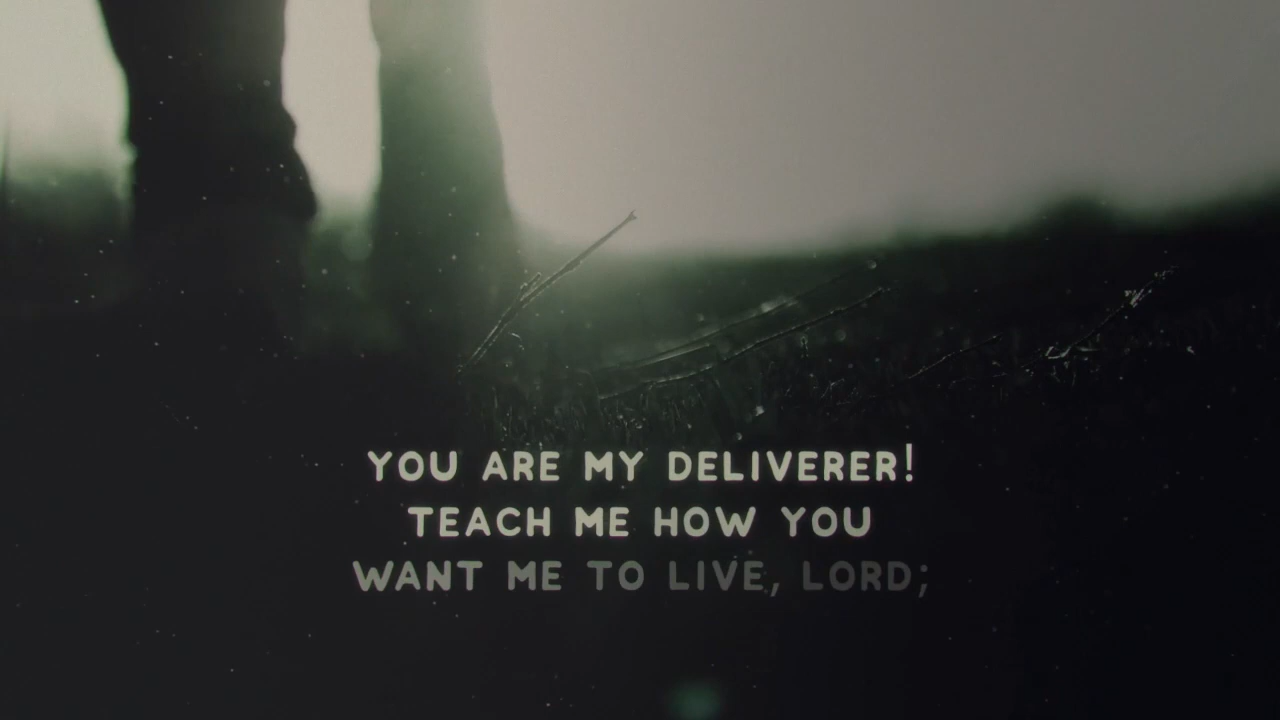 YOU ARE MY DELIVERER!
TEACH ME HOW YOU
WANT ME TO LIVE, LORD;